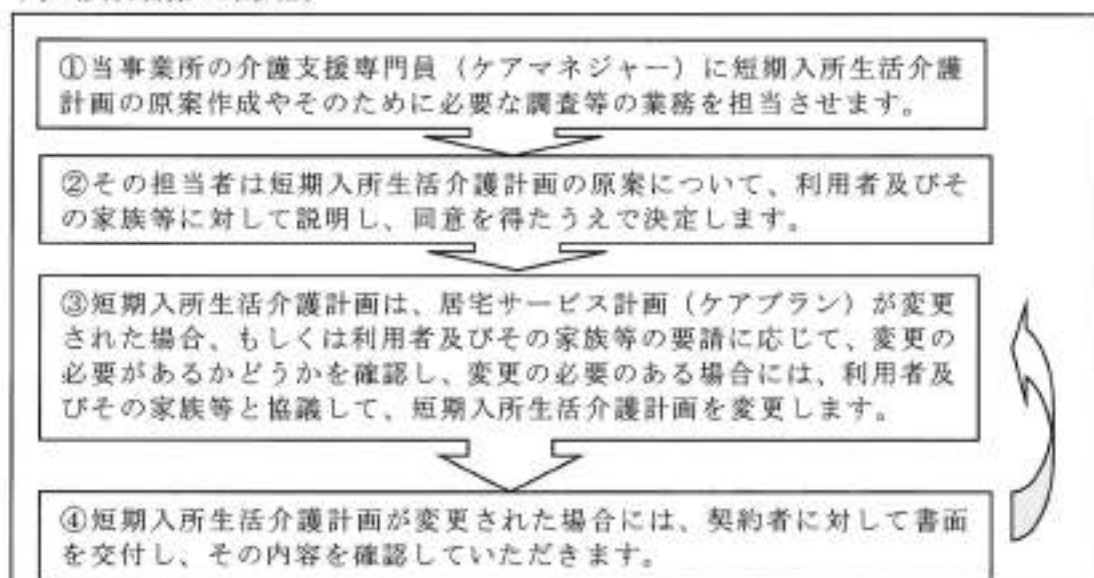 ①当事業所の介護支援専門員（ケアマネジャー）に短期入所生活介護
計画の原案作成やそのために必要な調査等の業務を担当させます。
②その担当者は短期入所生活介護計画の原案について、利用者及びそ
の家族等に対して説明し、同意を得たうえで決定します。
③短期入所生活介護計画は、居宅サービス計画（ケアプラン）が変更
された場合、もしくは利用者及びその家族等の要請に応じて、変更の
必要があるかどうかを確認し、変更の必要のある場合には、利用者及
びその家族等と協議して、短期入所生活介護計画を変更します。
④短期入所生活介護計画が変更された場合には、契約者に対して書面
を交付し、その内容を確認していただきます。